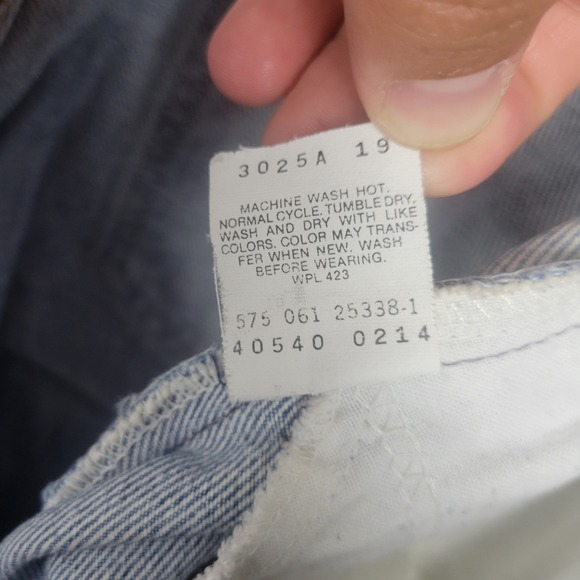 3025A 19
MACHINE WASH HOT.
NORMAL CYCLE. TUMBLE DRY.
WASH AND DRY WITH LIKE
COLORS. COLOR MAY TRANS-
FER WHEN NEW. WASH
BEFORE WEARING.
WPL 423
575 061 25338-1
40540 0214